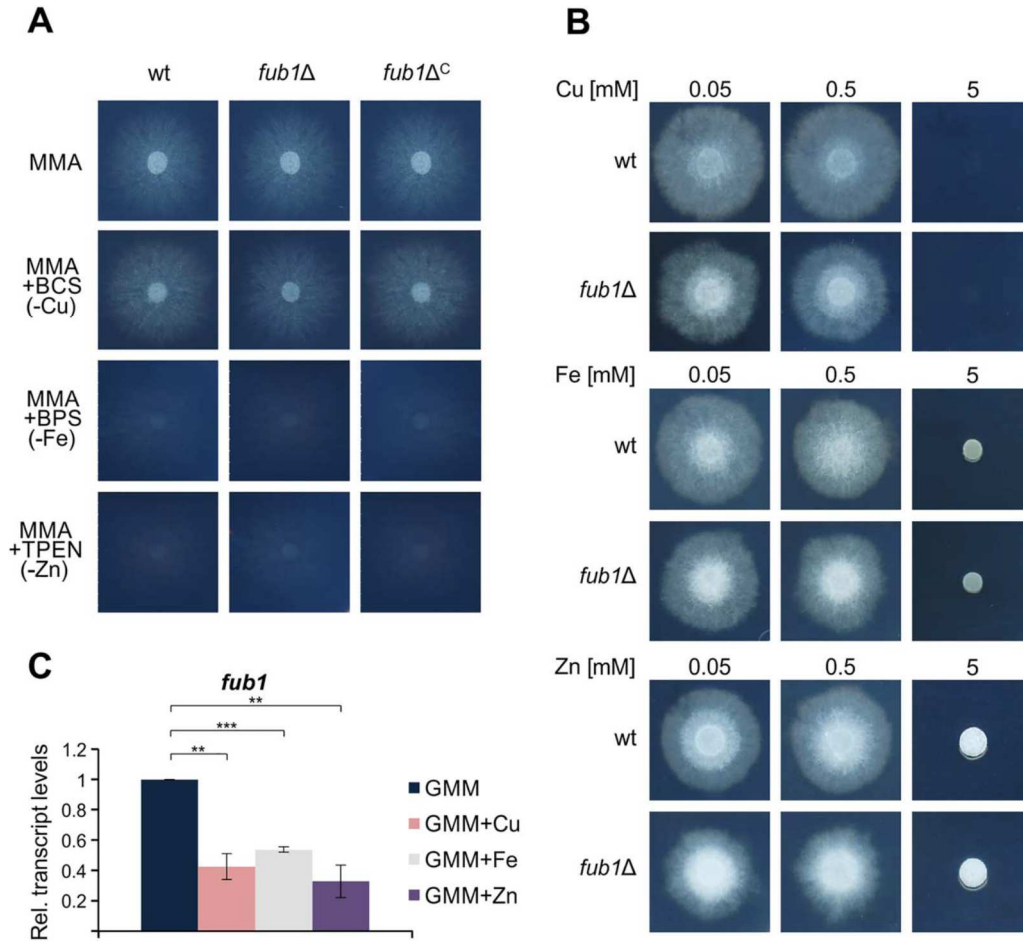 A
wt fub1Δ fub1Δᶜ
MMA
MMA
+BCS
(-Cu)
MMA
+BPS
(-Fe)
MMA
+TPEN
(-Zn)
B
Cu [mM] 0.05 0.5 5
wt
fub1Δ
Fe [mM] 0.05 0.5 5
wt
fub1Δ
Zn [mM] 0.05 0.5 5
wt
fub1Δ
C
fub1
**
***
**
Rel. transcript levels
1.2
1
0.8
0.6
0.4
0.2
GMM
GMM+Cu
GMM+Fe
GMM+Zn